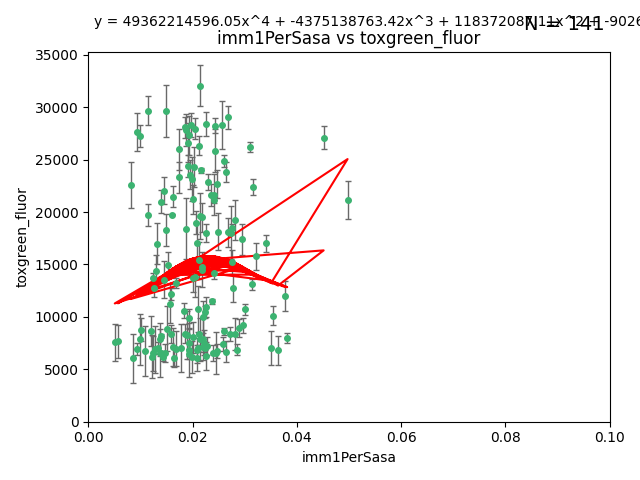 y = 49362214596.05x^4 + -4375138763.42x^3 +
N = 141
imm1PerSasa vs toxgreen_fluor
35000
30000
25000
20000
15000
10000
5000
0
toxgreen_fluor
0.00 0.02 0.04 0.06 0.08 0.10
imm1PerSasa